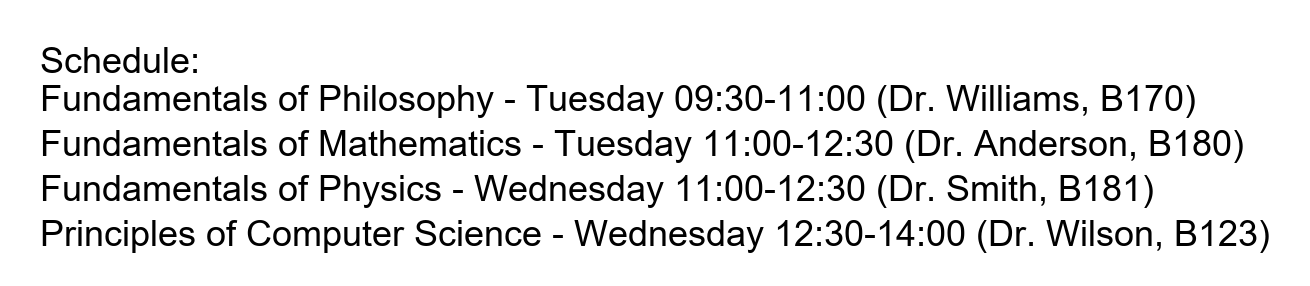 Schedule:
Fundamentals of Philosophy - Tuesday 09:30-11:00 (Dr. Williams, B170)
Fundamentals of Mathematics - Tuesday 11:00-12:30 (Dr. Anderson, B180)
Fundamentals of Physics - Wednesday 11:00-12:30 (Dr. Smith, B181)
Principles of Computer Science - Wednesday 12:30-14:00 (Dr. Wilson, B123)